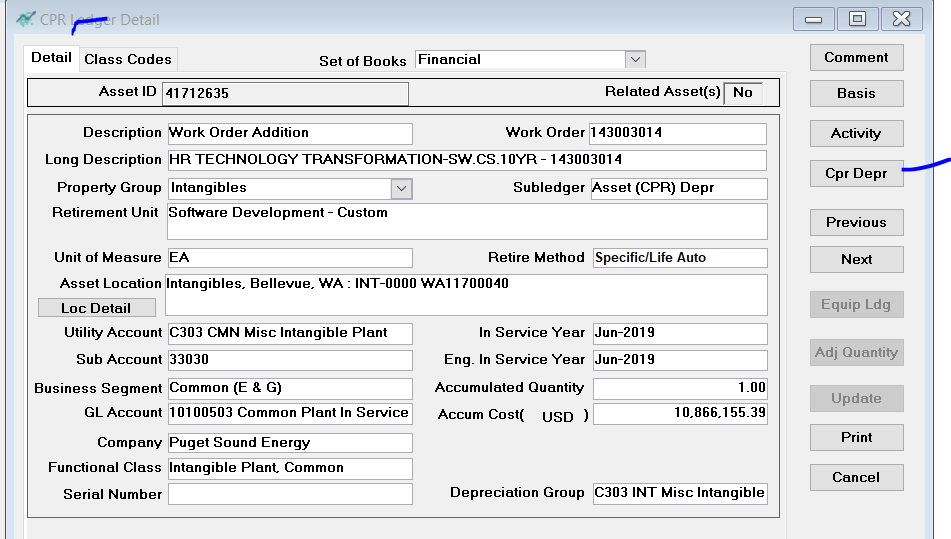 CPR Ledger Detail
Detail Class Codes Set of Books Financial Comment
Asset ID 41712635 Related Asset(s) No Basis
Description Work Order Addition Work Order 143003014 Activity
Long Description HR TECHNOLOGY TRANSFORMATION-SW.CS.10YR - 143003014
Property Group Intangibles Subledger Asset (CPR) Depr Cpr Depr
Retirement Unit Software Development - Custom Previous
Unit of Measure EA Retire Method Specific/Life Auto Next
Asset Location Intangibles, Bellevue, WA : INT-0000 WA11700040
Loc Detail Equip Ldg
Utility Account C303 CMN Misc Intangible Plant In Service Year Jun-2019
Sub Account 33030 Eng. In Service Year Jun-2019 Adj Quantity
Business Segment Common (E & G) Accumulated Quantity 1.00 Update
GL Account 10100503 Common Plant In Service Accum Cost( USD ) 10,866,155.39
Company Puget Sound Energy Print
Functional Class Intangible Plant, Common Cancel
Serial Number Depreciation Group C303 INT Misc Intangible